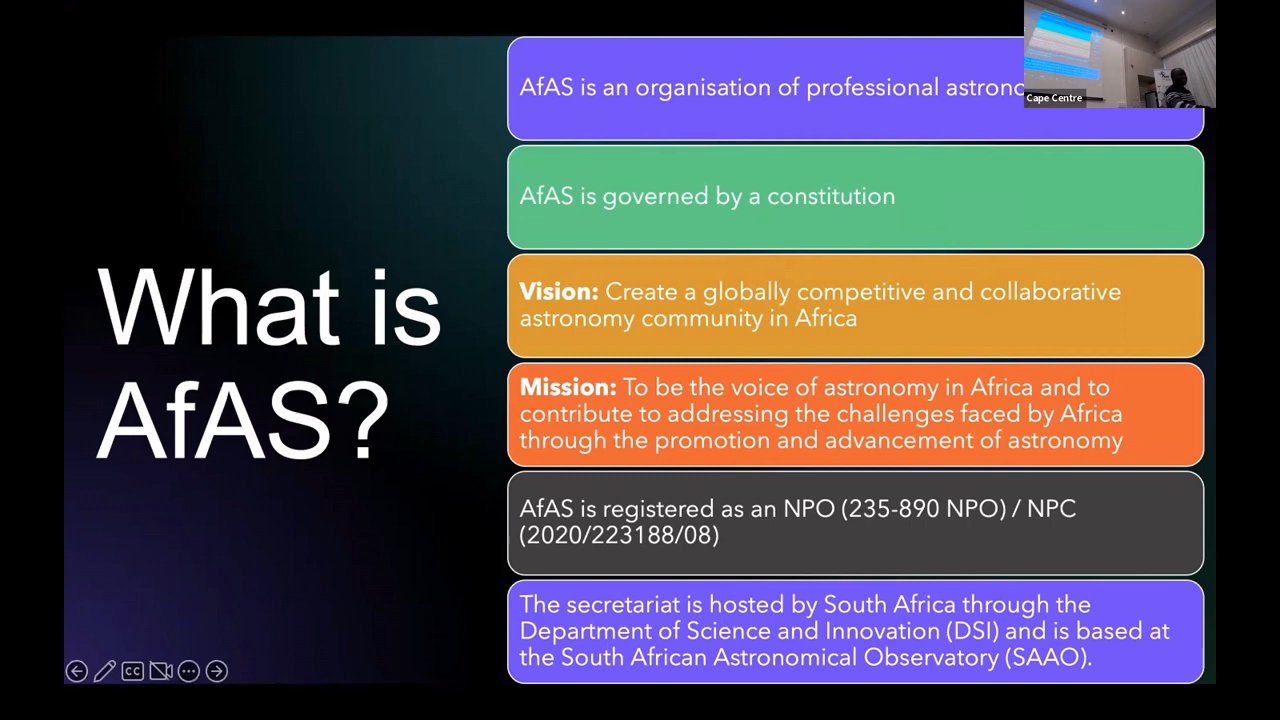 What is
AfAS?
AfAS is an organisation of professional
Cape Centre
AfAS is governed by a constitution
Vision: Create a globally competitive and collaborative
astronomy community in Africa
Mission: To be the voice of astronomy in Africa and to
contribute to addressing the challenges faced by Africa
through the promotion and advancement of astronomy
AfAS is registered as an NPO (235-890 NPO) / NPC
(2020/223188/08)
The secretariat is hosted by South Africa through the
Department of Science and Innovation (DSI) and is based at
the South African Astronomical Observatory (SAAO).
CC